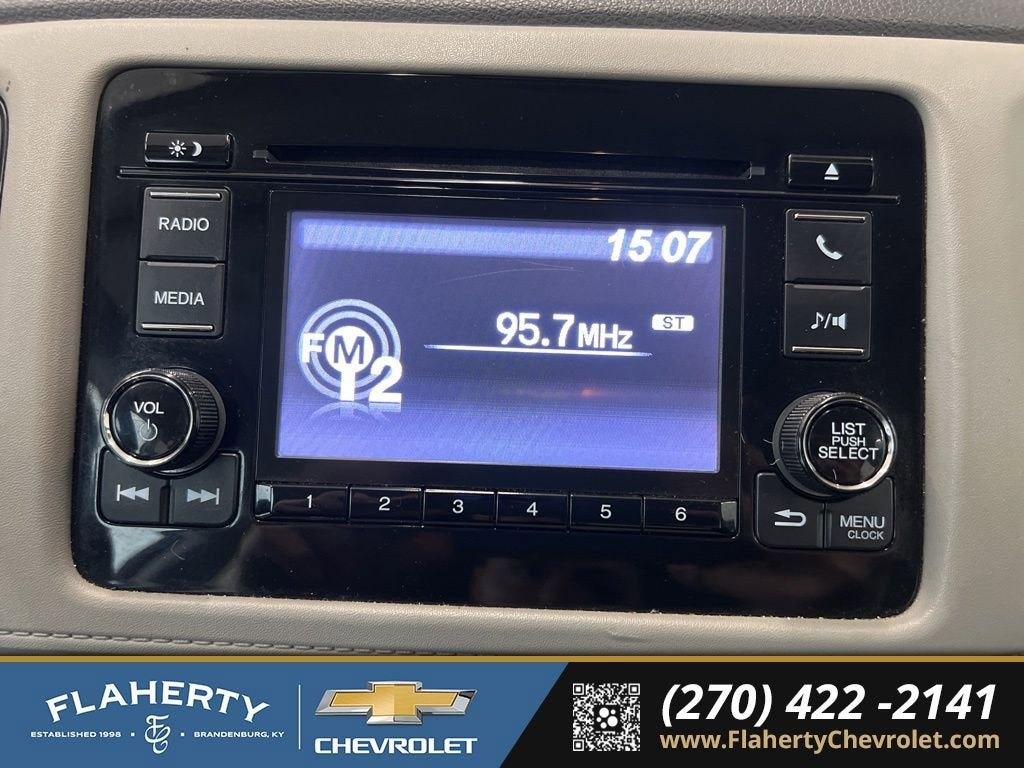 15 07
RADIO
MEDIA
FM
12
95.7MHz
ST
VOL
LIST
PUSH
SELECT
1 2 3 4 5 6
MENU
CLOCK
FLAHERTY
ESTABLISHED 1998 • BRANDENBURG, KY
CHEVROLET
(270) 422 -2141
www.FlahertyChevrolet.com